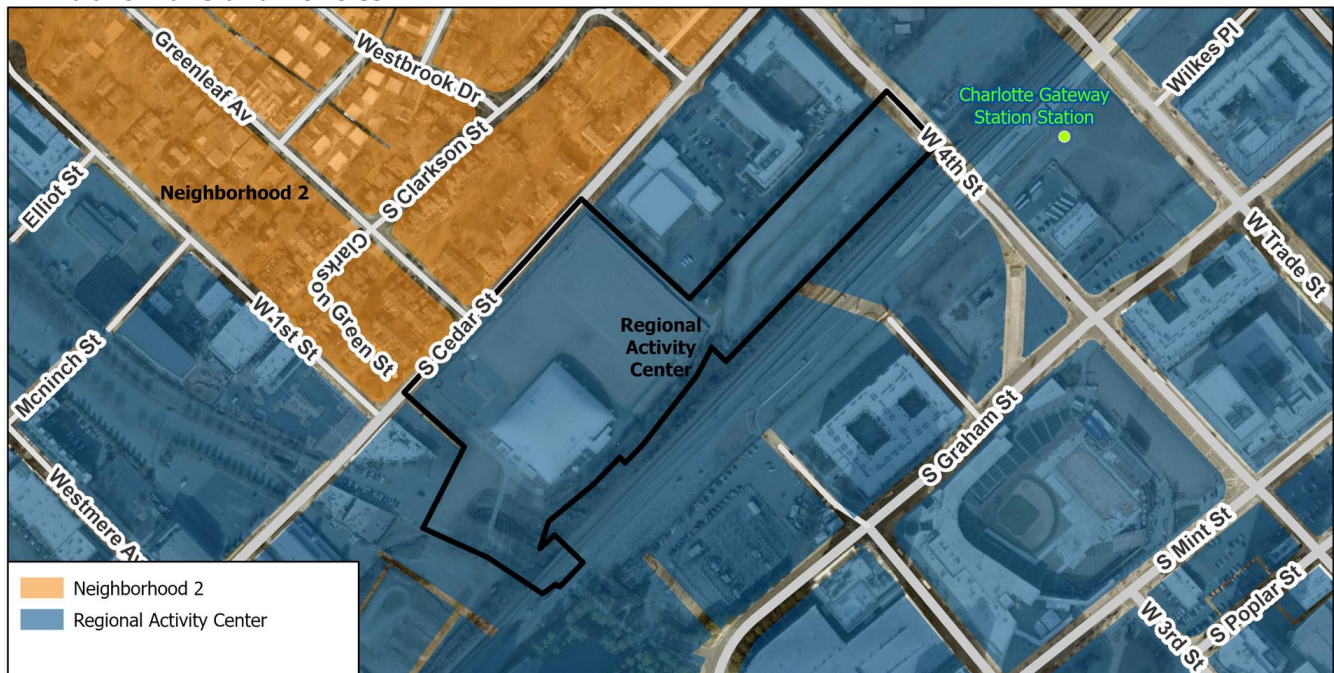 Westbrook Dr
Greenleaf Av
Wilkes Pl
Charlotte Gateway
Station Station
W 4th St
S Clarkson St
Elliot St
Neighborhood 2
W Trade St
Clarks
on Green St
W 1st St
S Cedar St
Regional
Activity
Center
Mcninch St
S Graham St
Westmere Av
S Mint St
S Poplar St
W 3rd St
Neighborhood 2
Regional Activity Center